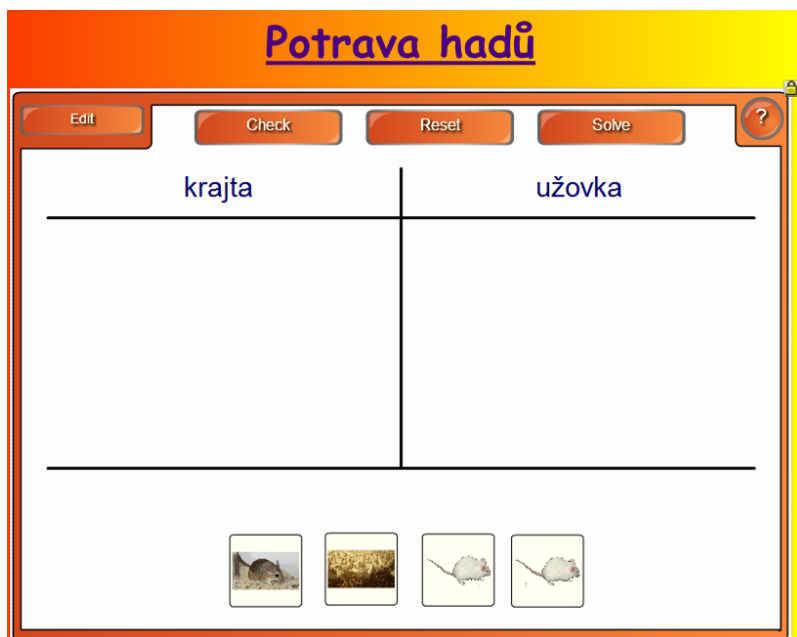 Potrava hadů
Edit
Check
Reset
Solve
?
krajta
užovka